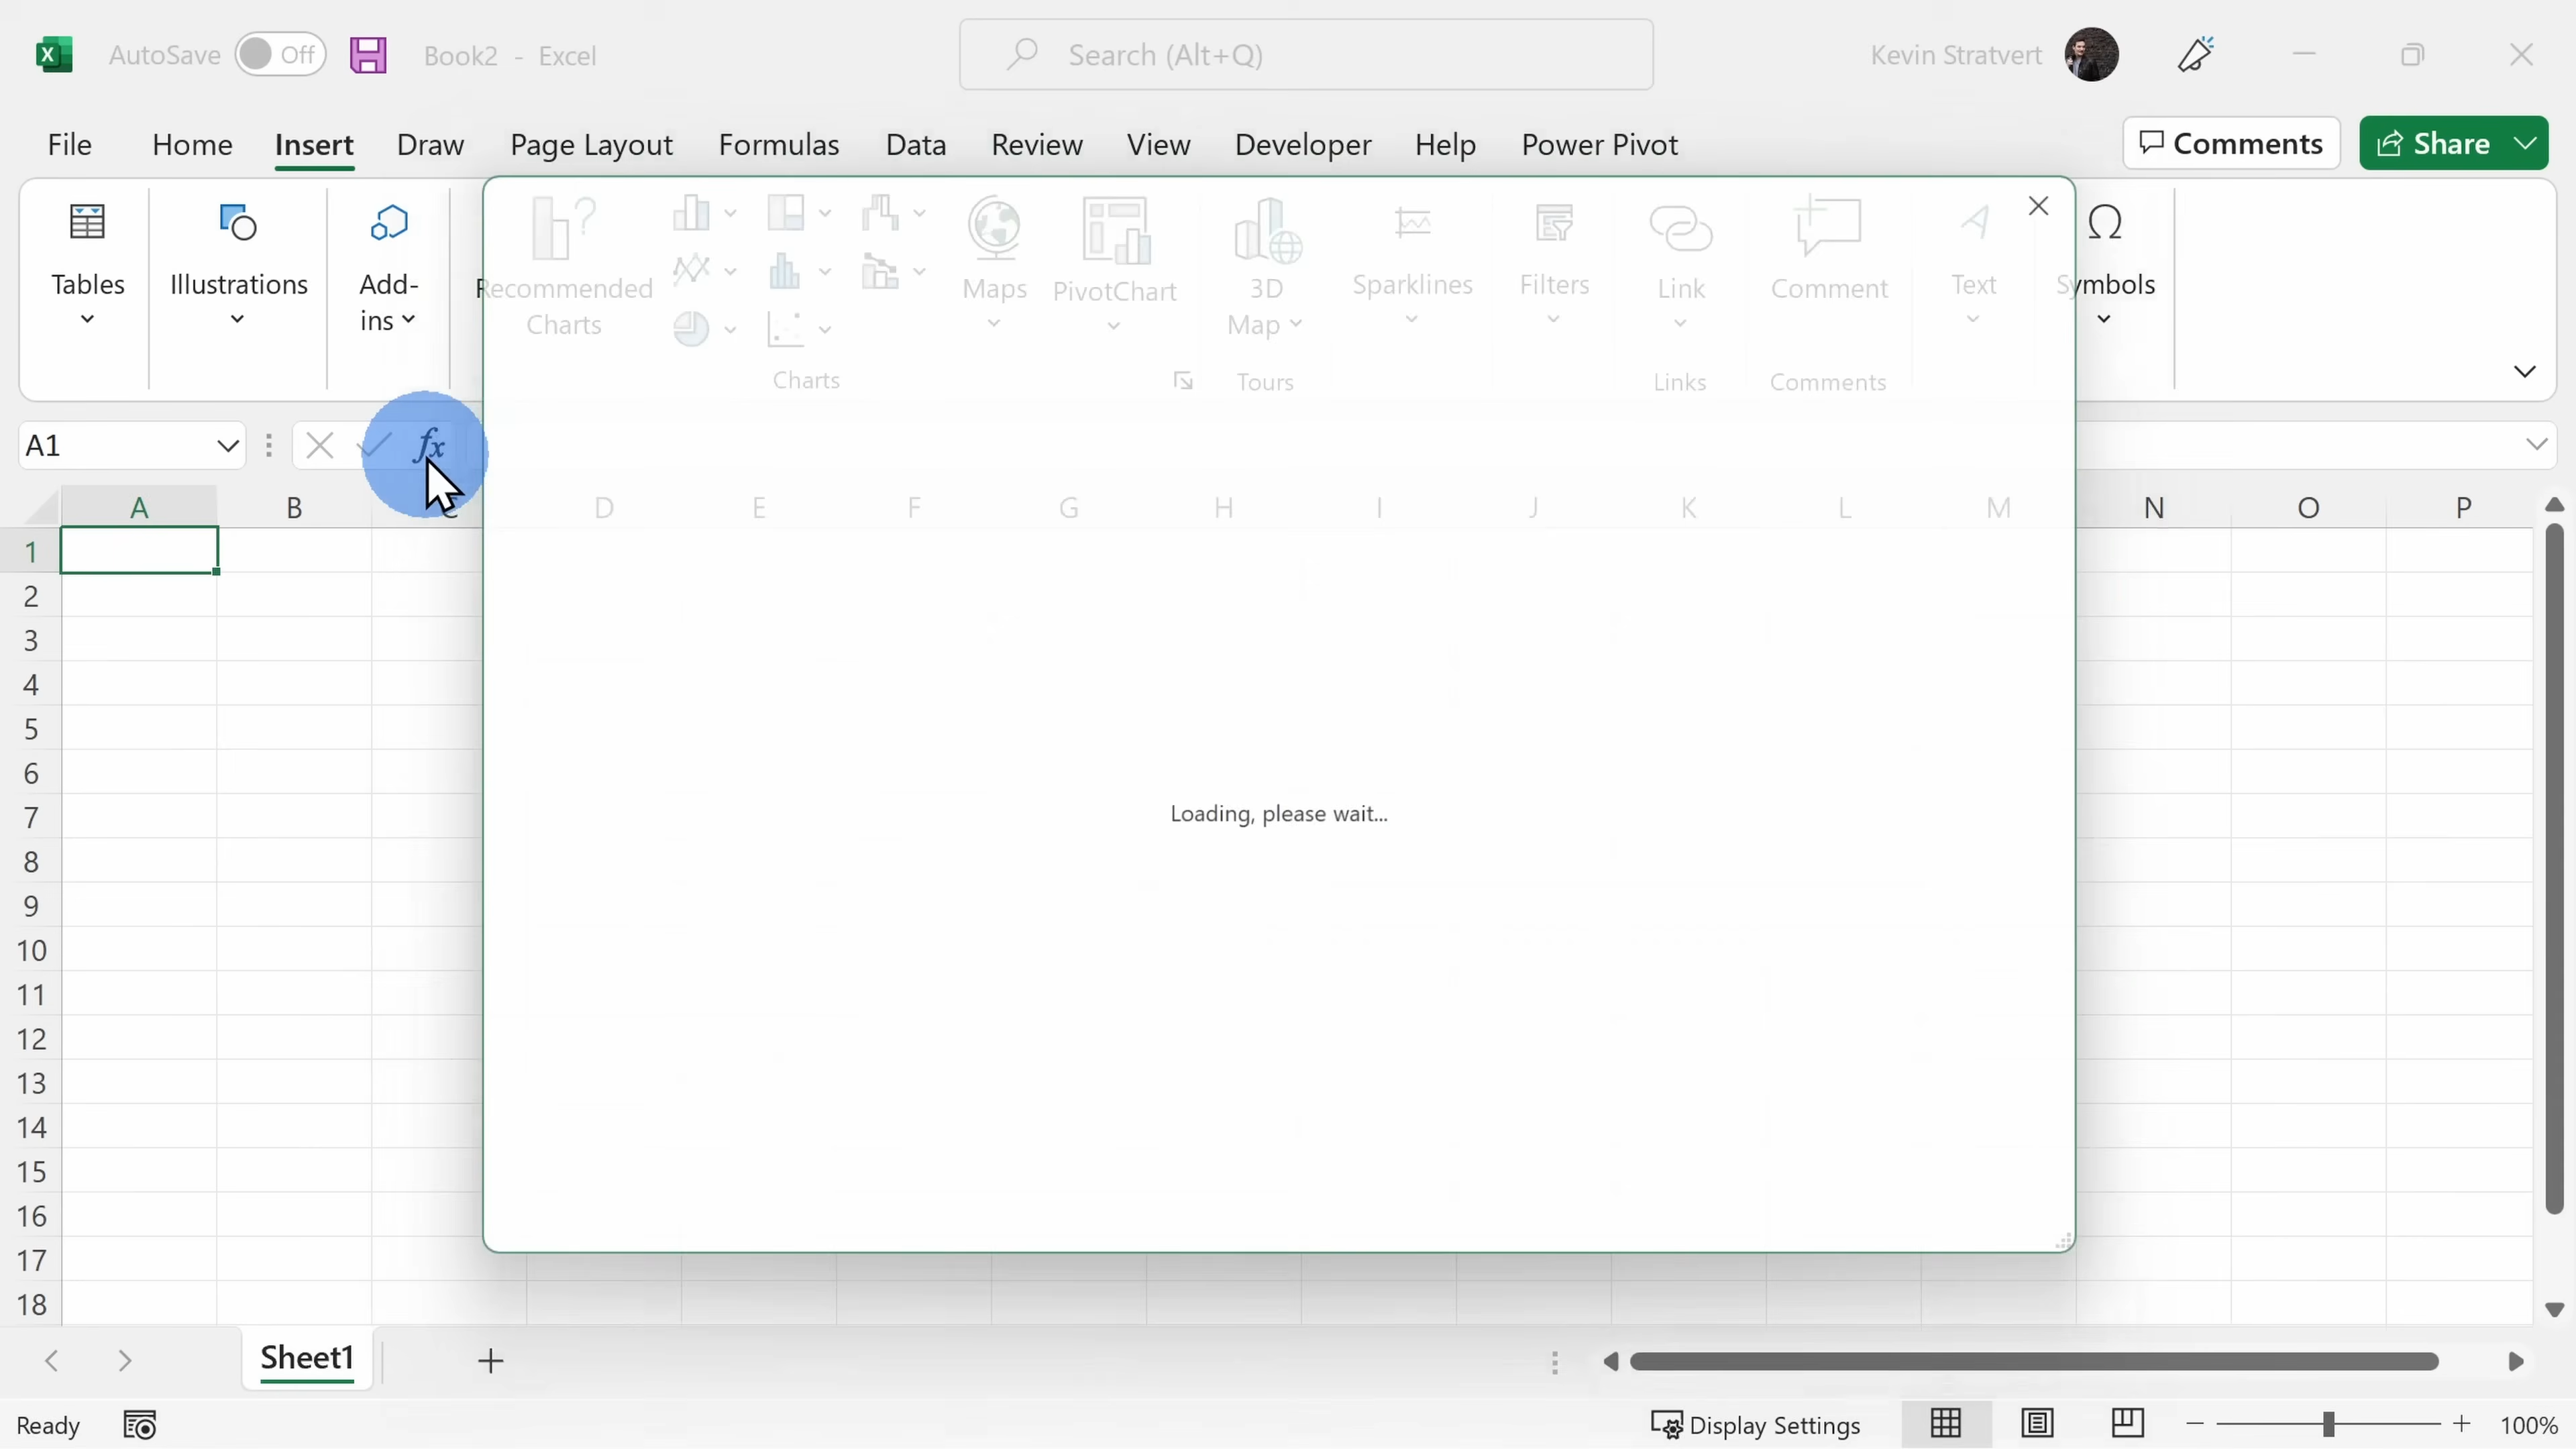 AutoSave Off Book2 - Excel Search (Alt+Q) Kevin Stratvert
File Home Insert Draw Page Layout Formulas Data Review View Developer Help Power Pivot Comments Share
Tables Illustrations Add-
ins
Recommended
Charts
Maps PivotChart 3D
Map
Sparklines Filters Link Comment Text Symbols
Charts Tours Links Comments
A1 fx
A B C D E F G H I J K L M N O P
1
2
3
4
5
6
7
Loading, please wait...
8
9
10
11
12
13
14
15
16
17
18
Sheet1
Ready Display Settings 100%